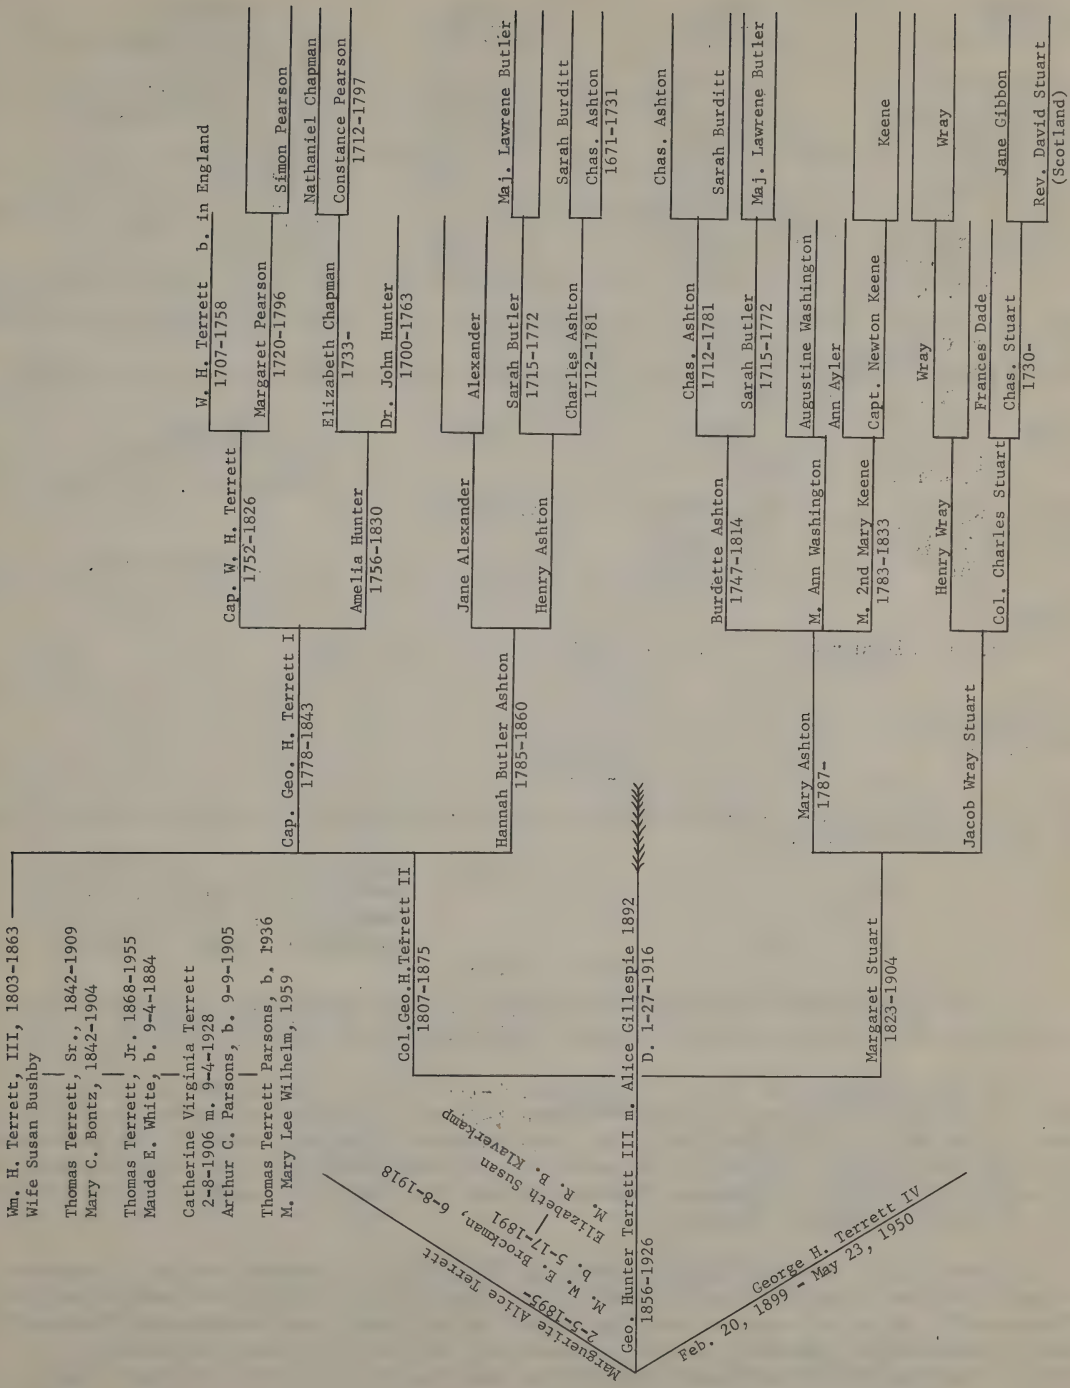 Wm. H. Terrett, III, 1803-1863
Wife Susan Bushby
Thomas Terrett, Sr., 1842-1909
Mary C. Bontz, 1842-1904
Thomas Terrett, Jr. 1868-1955
Maude E. White, b. 9-4-1884
Catherine Virginia Terrett
2-8-1906 m. 9-4-1928
Arthur C. Parsons, b. 9-9-1905
Thomas Terrett Parsons, b. 1936
M. Mary Lee Wilhelm, 1959
Marguerite Alice Terrett
2-5-1895-
M. W. E. Brockman, 6-8-1918
b. 5-17-1891
Elizabeth Susan
M. R. B. Klaverkamp
Geo. Hunter Terrett III m. Alice Gillespie 1892
1856-1926
D. 1-27-1916
George H. Terrett IV
Feb. 20, 1899 - May 23, 1950
Col.Geo.H.Terrett II
1807-1875
Margaret Stuart
1823-1904
Cap. Geo. H. Terrett I
1778-1843
Hannah Butler Ashton
1785-1860
Mary Ashton
1787-
Jacob Wray Stuart
Cap. W. H. Terrett
1752-1826
Amelia Hunter
1756-1830
Jane Alexander
Henry Ashton
Burdette Ashton
1747-1814
M. Ann Washington
M. 2nd Mary Keene
1783-1833
Henry Wray
Col. Charles Stuart
W. H. Terrett b. in England
1707-1758
Margaret Pearson
1720-1796
Elizabeth Chapman
1733-
Dr. John Hunter
1700-1763
Alexander
Sarah Butler
1715-1772
Charles Ashton
1712-1781
Chas. Ashton
1712-1781
Sarah Butler
1715-1772
Augustine Washington
Ann Ayler
Capt. Newton Keene
Wray
Frances Dade
Chas. Stuart
1730-
Simon Pearson
Nathaniel Chapman
Constance Pearson
1712-1797
Maj. Lawrene Butler
Sarah Burditt
Chas. Ashton
1671-1731
Chas. Ashton
Sarah Burditt
Maj. Lawrene Butler
Keene
Wray
Jane Gibbon
Rev. David Stuart
(Scotland)